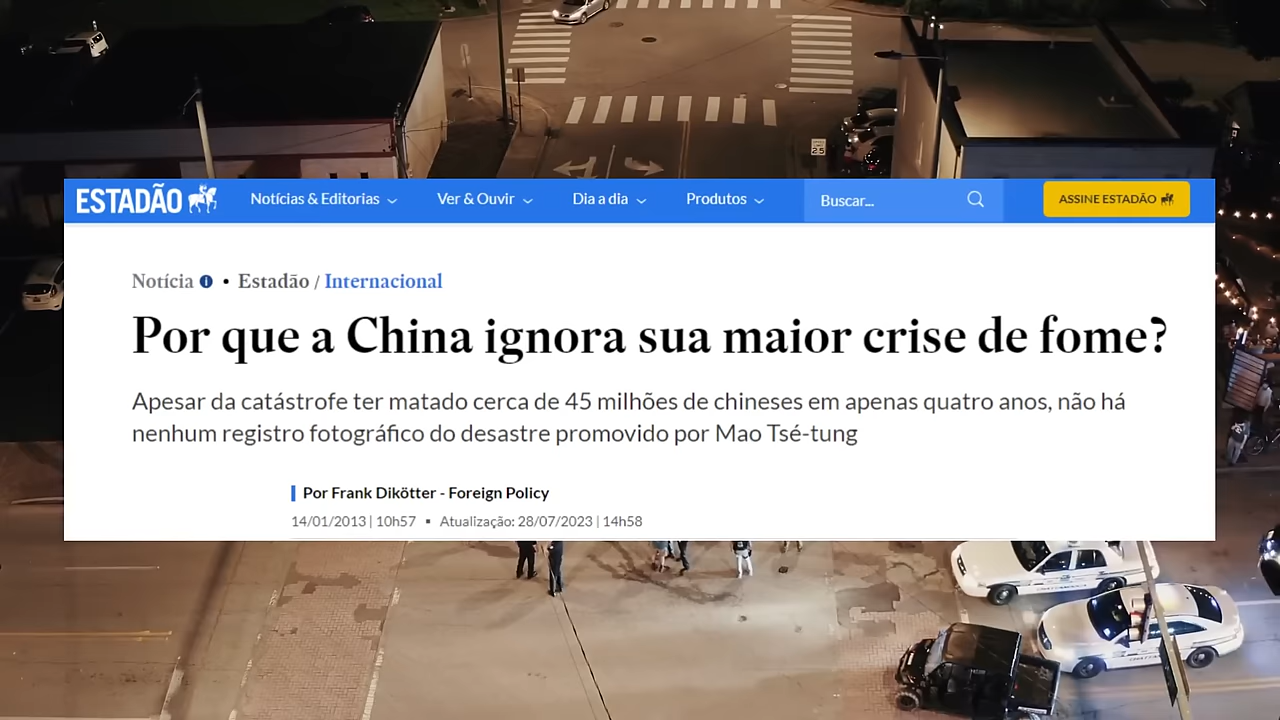 ESTADÃO
Notícias & Editorias
Ver & Ouvir
Dia a dia
Produtos
Buscar...
ASSINE ESTADÃO
Notícia • Estadão / Internacional
Por que a China ignora sua maior crise de fome?
Apesar da catástrofe ter matado cerca de 45 milhões de chineses em apenas quatro anos, não há
nenhum registro fotográfico do desastre promovido por Mao Tsé-tung
Por Frank Dikötter - Foreign Policy
14/01/2013 | 10h57 ▪ Atualização: 28/07/2023 | 14h58